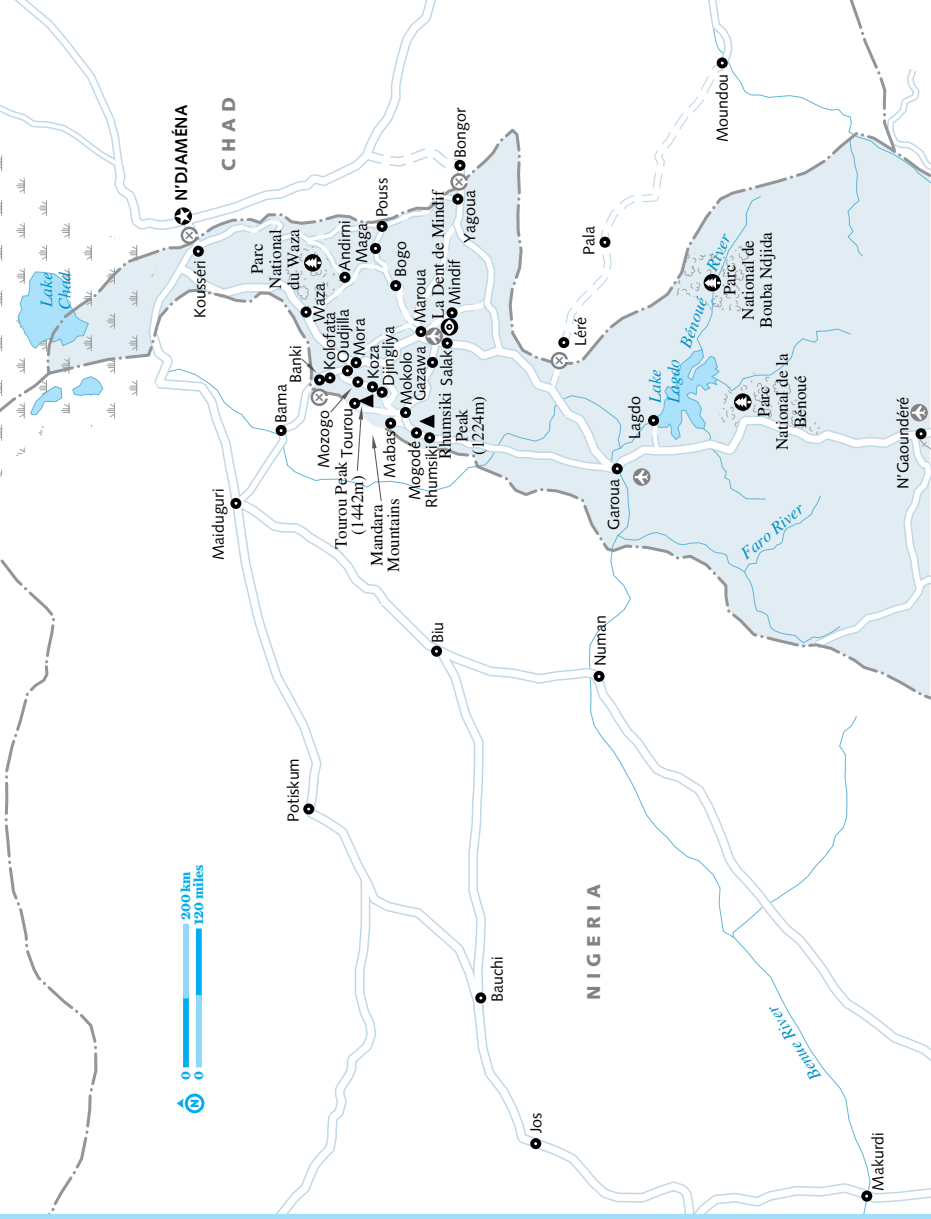 Lake
Chad
N'DJAMÉNA
CHAD
Kousséri
Parc
National
du Waza
Waza
Andirni
Maga
Pouss
Bogo
Bongor
Yagoua
La Dent de Mindif
Mindif
Maroua
Salak
Gazawa
Banki
Kolofata
Oudjilla
Mora
Koza
Djingliya
Mokolo
Bama
Mozogo
Tourou
Tourou Peak
(1442m)
Mabas
Mandara
Mountains
Mogodé
Rhumsiki
Rhumsiki
Peak
(1224m)
Maiduguri
Moundou
Pala
Léré
Bénoué River
Parc
National de
Bouba Ndjida
Lake
Lagdo
Lagdo
Parc
National de la
Bénoué
N'Gaoundéré
Garoua
Faro River
Biu
Numan
Potiskum
0
200 km
0
120 miles
N
NIGERIA
Bauchi
Jos
Benue River
Makurdi